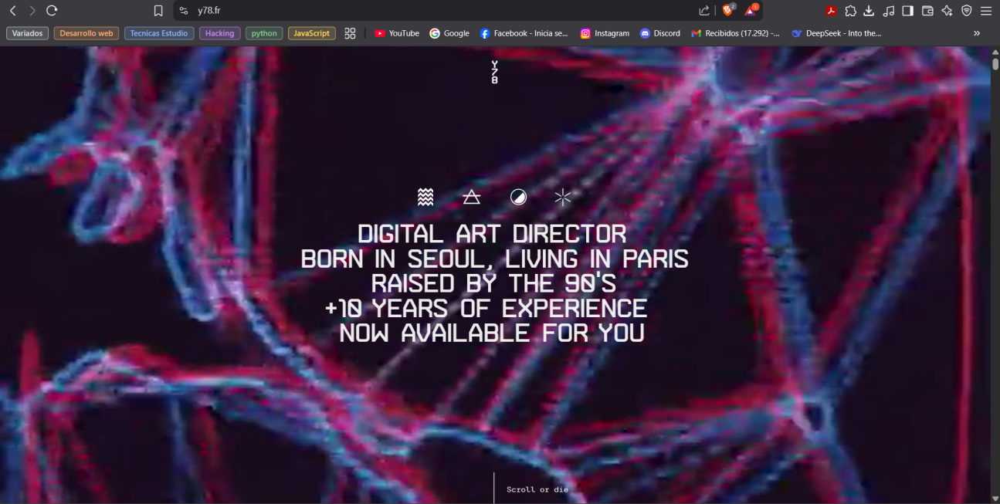 y78.fr
2
1
Variados
Desarrollo web
Tecnicas Estudio
Hacking
python
JavaScript
YouTube
Google
Facebook - Inicia se...
Instagram
Discord
Recibidos (17.292) -...
DeepSeek - Into the...
Y
7
8
DIGITAL ART DIRECTOR
BORN IN SEOUL, LIVING IN PARIS
RAISED BY THE 90'S
+10 YEARS OF EXPERIENCE
NOW AVAILABLE FOR YOU
Scroll or die